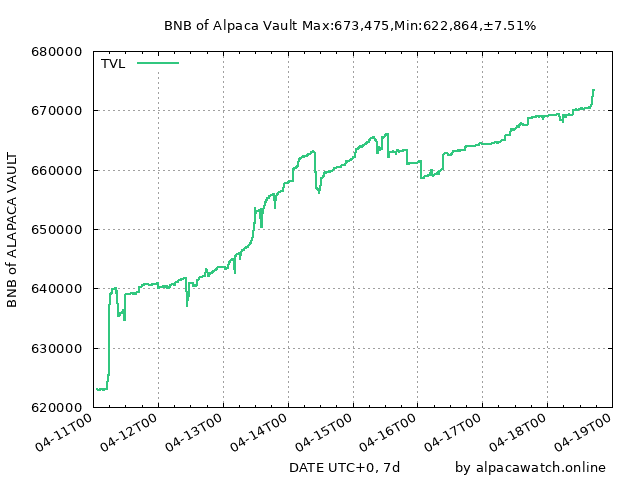 BNB of Alpaca Vault Max:673,475,Min:622,864,±7.51%
TVL
680000
670000
660000
650000
640000
630000
620000
BNB of ALAPACA VAULT
04-11T00
04-12T00
04-13T00
04-14T00
04-15T00
04-16T00
04-17T00
04-18T00
04-19T00
DATE UTC+0, 7d
by alpacawatch.online